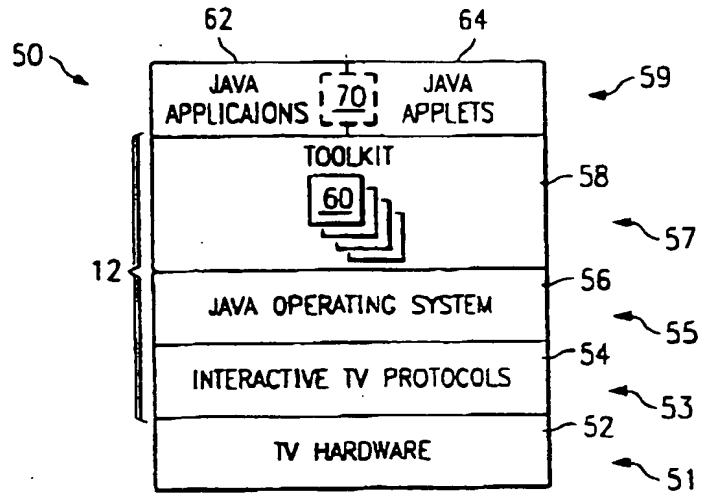 62
64
50
JAVA
APPLICAIONS
70
JAVA
APPLETS
59
TOOLKIT
60
58
57
12
56
JAVA OPERATING SYSTEM
55
54
INTERACTIVE TV PROTOCOLS
53
52
TV HARDWARE
51